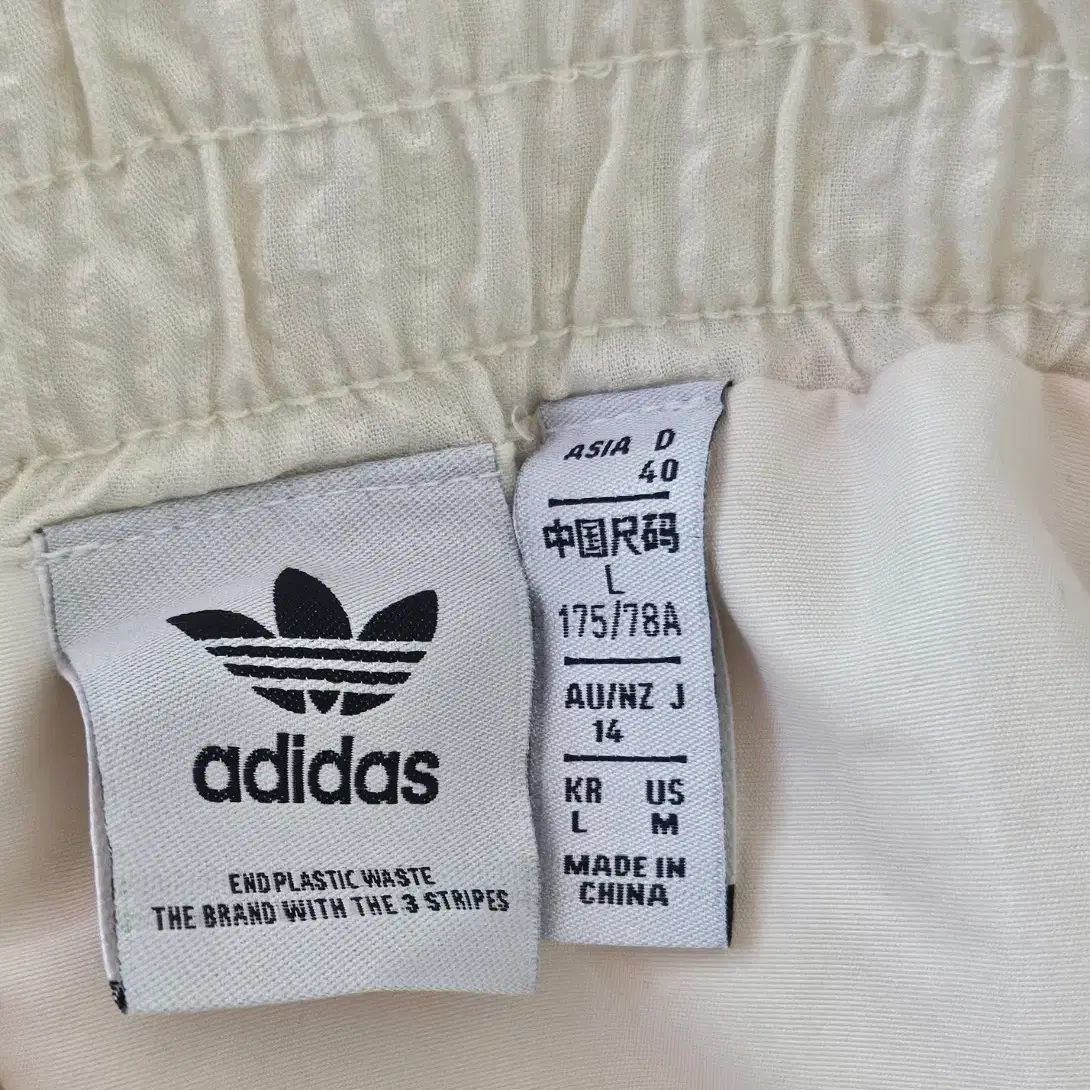 adidas
END PLASTIC WASTE
THE BRAND WITH THE 3 STRIPES
ASIA D
40
中国尺码
L
175/78A
AU/NZ J
14
KR US
L M
MADE IN
CHINA